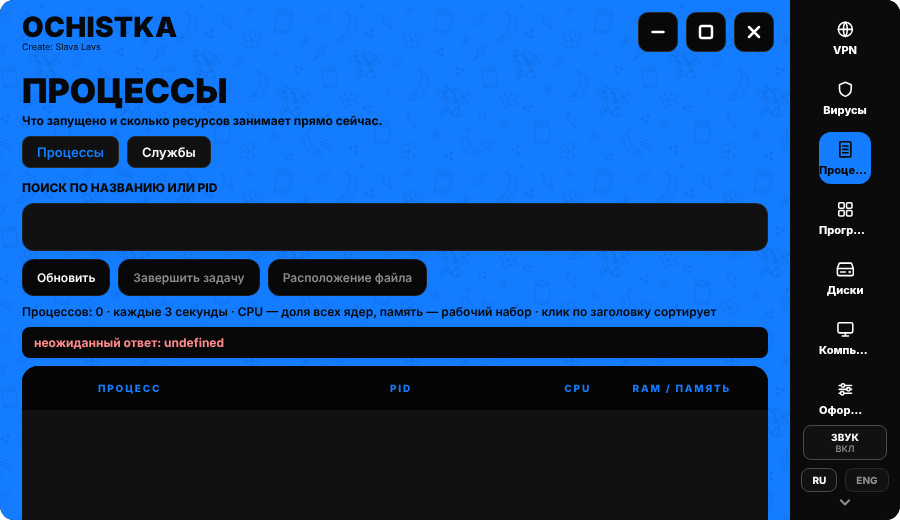 OCHISTKA
Create: Slava Lavs
ПРОЦЕССЫ
Что запущено и сколько ресурсов занимает прямо сейчас.
Процессы
Службы
ПОИСК ПО НАЗВАНИЮ ИЛИ PID
Обновить
Завершить задачу
Расположение файла
Процессов: 0 · каждые 3 секунды · CPU — доля всех ядер, память — рабочий набор · клик по заголовку сортирует
неожиданный ответ: undefined
ПРОЦЕСС
PID
CPU
RAM / ПАМЯТЬ
VPN
Вирусы
Проце...
Прогр...
Диски
Компь...
Офор...
ЗВУК
ВКЛ
RU
ENG